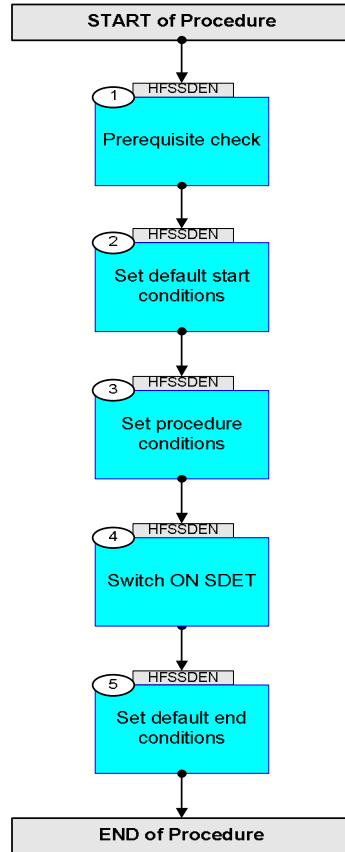 START of Procedure
HFSSDEN
1
Prerequisite check
HFSSDEN
2
Set default start
conditions
HFSSDEN
3
Set procedure
conditions
HFSSDEN
4
Switch ON SDET
HFSSDEN
5
Set default end
conditions
END of Procedure